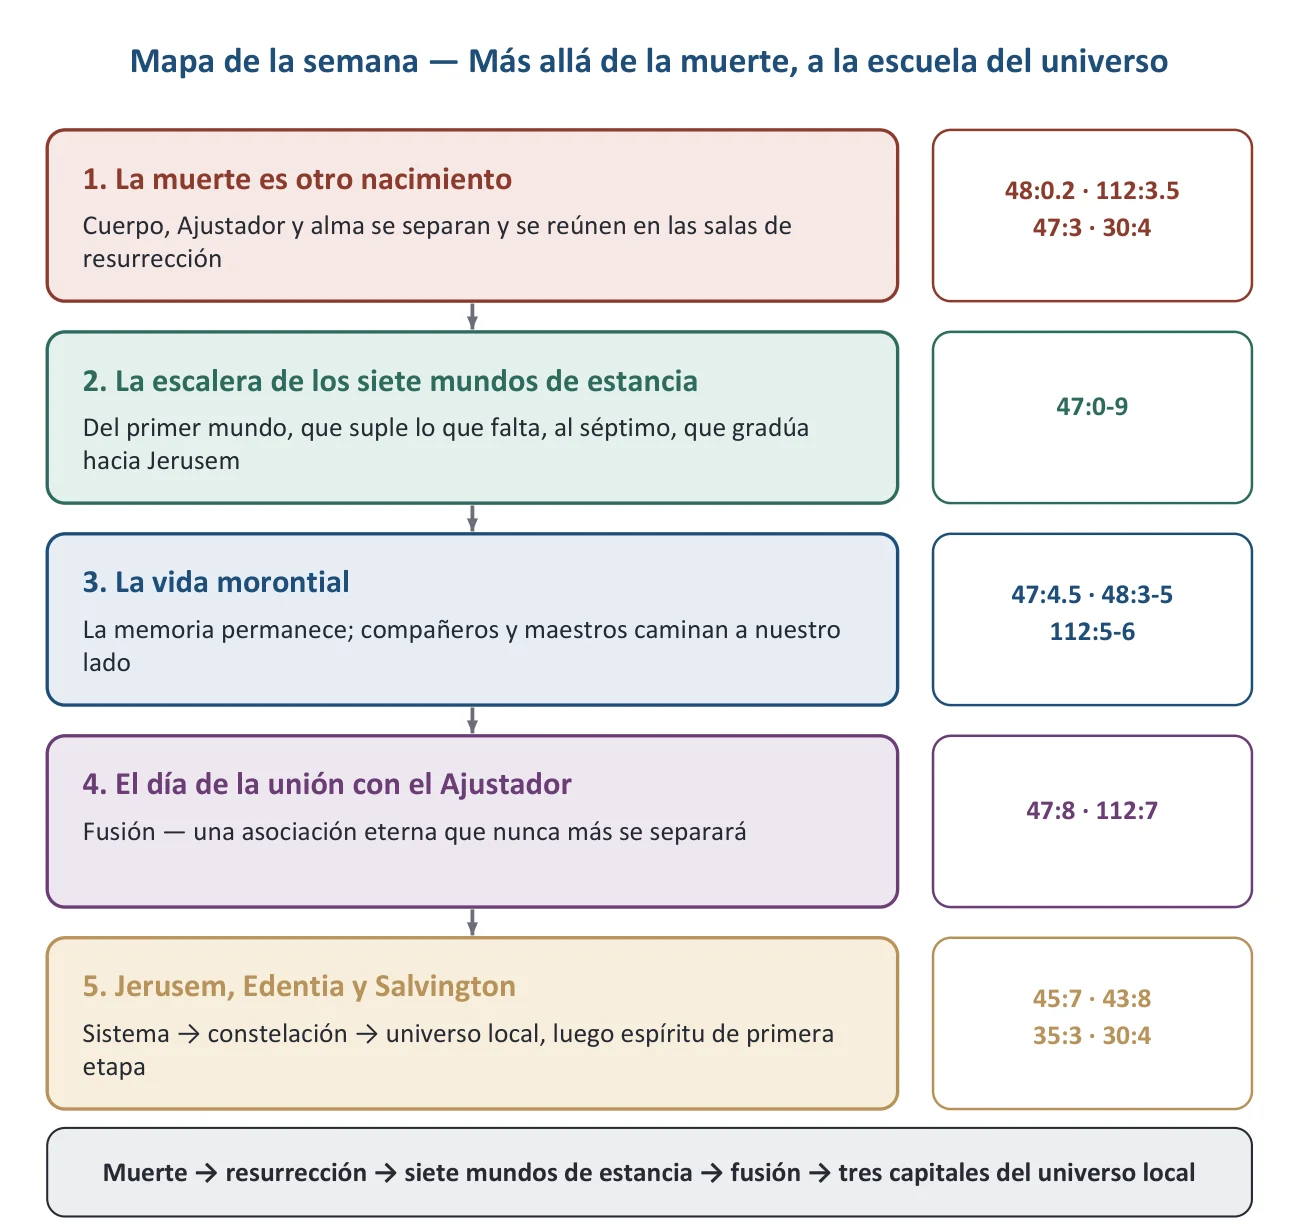 Mapa de la semana — Más allá de la muerte, a la escuela del universo
1. La muerte es otro nacimiento
Cuerpo, Ajustador y alma se separan y se reúnen en las salas de
resurrección
48:0.2 · 112:3.5
47:3 · 30:4
2. La escalera de los siete mundos de estancia
Del primer mundo, que suple lo que falta, al séptimo, que gradúa
hacia Jerusem
47:0-9
3. La vida morontial
La memoria permanece; compañeros y maestros caminan a nuestro
lado
47:4.5 · 48:3-5
112:5-6
4. El día de la unión con el Ajustador
Fusión — una asociación eterna que nunca más se separará
47:8 · 112:7
5. Jerusem, Edentia y Salvington
Sistema → constelación → universo local, luego espíritu de primera
etapa
45:7 · 43:8
35:3 · 30:4
Muerte → resurrección → siete mundos de estancia → fusión → tres capitales del universo local